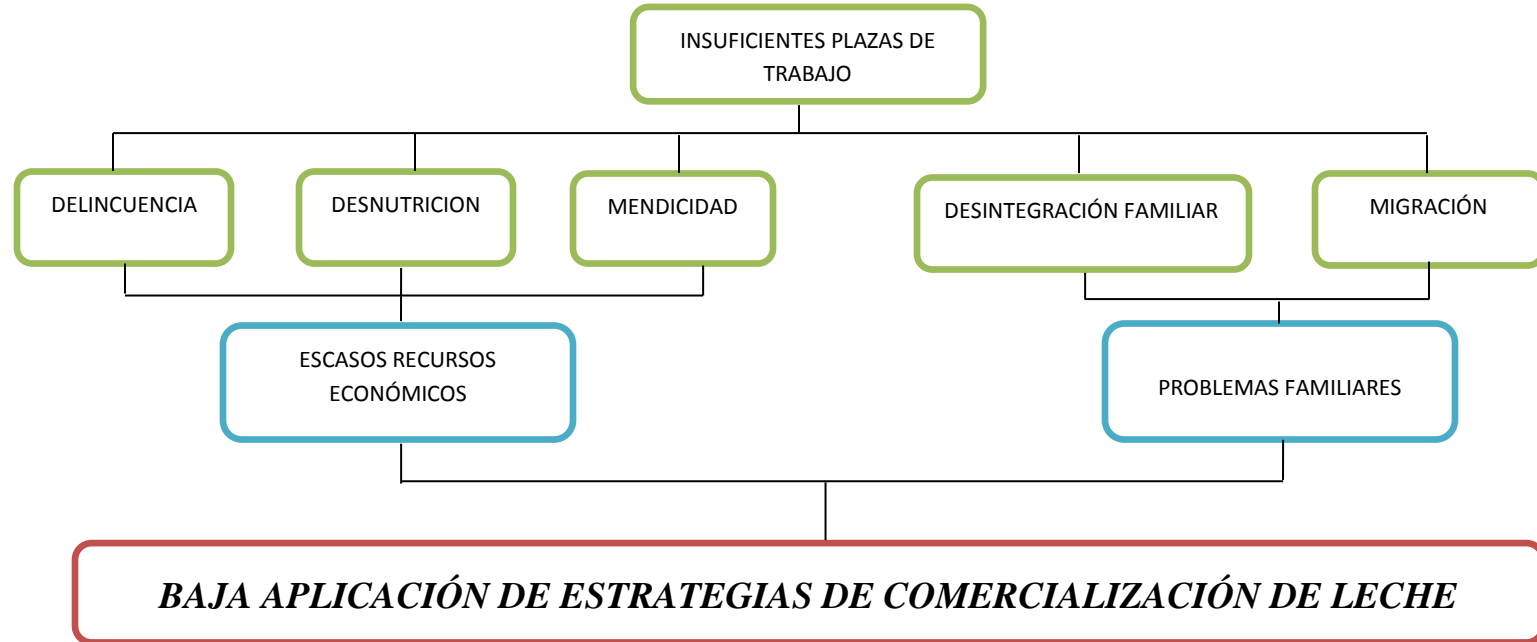 INSUFICIENTES PLAZAS DE
TRABAJO
DELINCUENCIA
DESNUTRICION
MENDICIDAD
DESINTEGRACIÓN FAMILIAR
MIGRACIÓN
ESCASOS RECURSOS
ECONÓMICOS
PROBLEMAS FAMILIARES
BAJA APLICACIÓN DE ESTRATEGIAS DE COMERCIALIZACIÓN DE LECHE